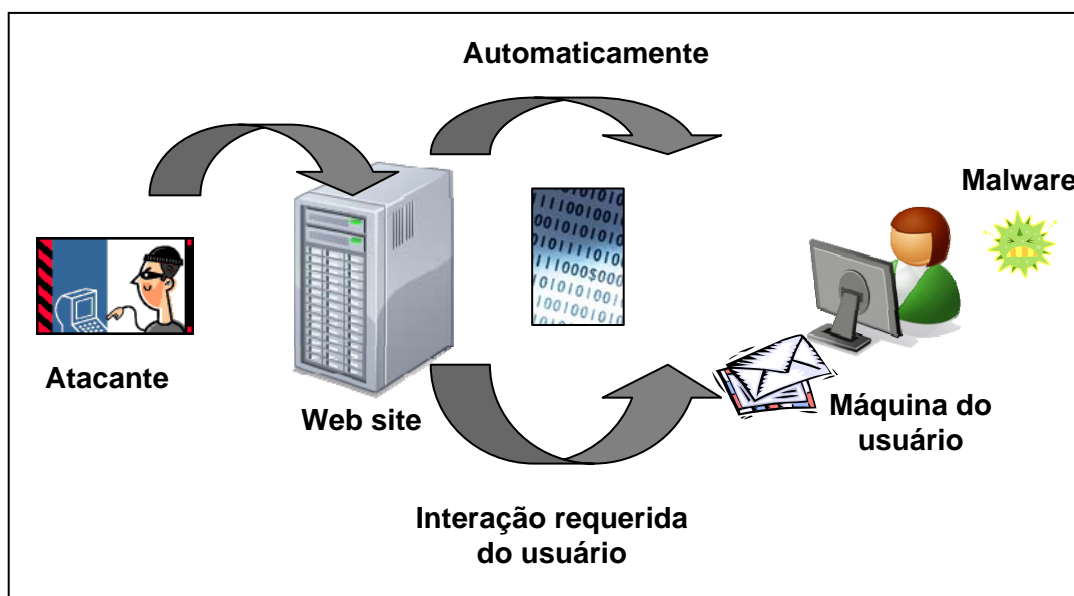 Automaticamente
Malware
Atacante
Web site
Máquina do
usuário
Interação requerida
do usuário